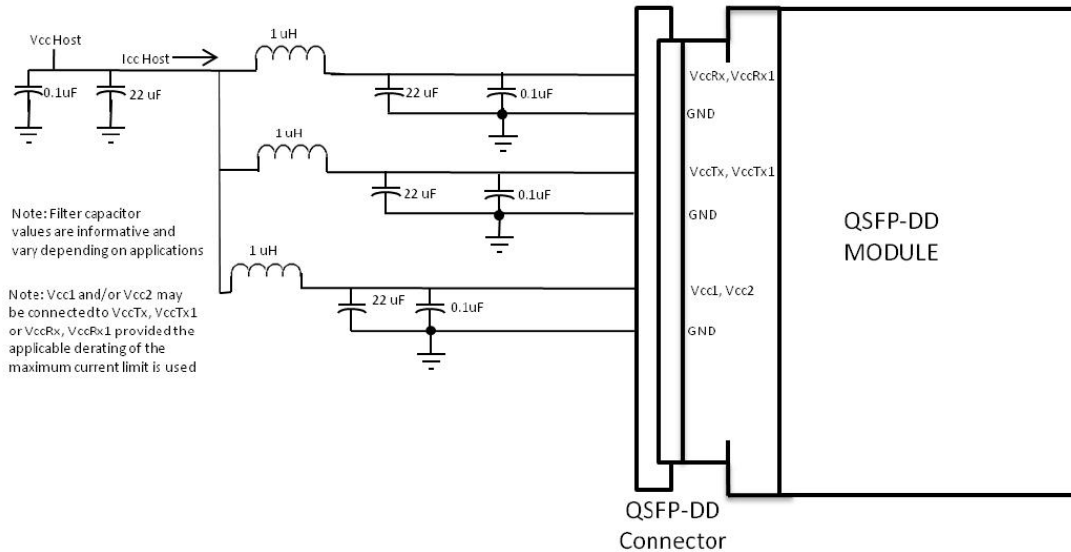 Vcc Host
Icc Host
0.1uF
22 uF
1 uH
22 uF
0.1uF
VccRx, VccRx1
GND
1 uH
22 uF
0.1uF
VccTx, VccTx1
GND
1 uH
22 uF
0.1uF
Vcc1, Vcc2
GND
Note: Filter capacitor
values are informative and
vary depending on applications
Note: Vcc1 and/or Vcc2 may
be connected to VccTx, VccTx1
or VccRx, VccRx1 provided the
applicable derating of the
maximum current limit is used
QSFP-DD
MODULE
QSFP-DD
Connector